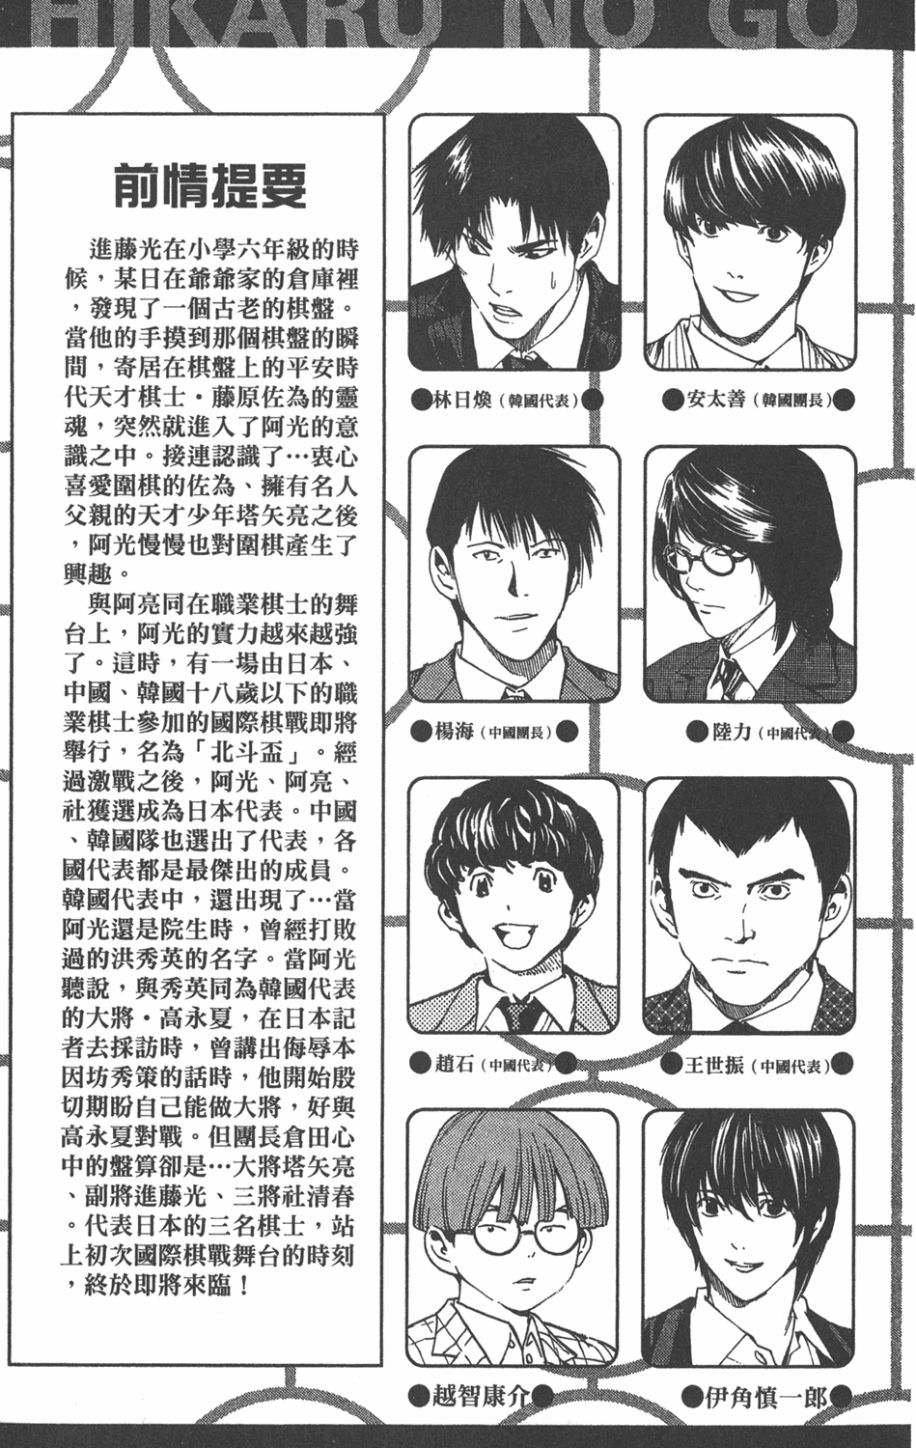 HIKARU NO GO
前情提要
進藤光在小學六年級的時
候，某日在爺爺家的倉庫裡
，發現了一個古老的棋盤。
當他的手摸到那個棋盤的瞬
間，寄居在棋盤上的平安時
代天才棋士・藤原佐為的靈
魂，突然就進入了阿光的意
識之中。接連認識了…衷心
喜愛圍棋的佐為、擁有名人
父親的天才少年塔矢亮之後
，阿光慢慢也對圍棋產生了
興趣。
與阿亮同在職業棋士的舞
台上，阿光的實力越來越強
了。這時，有一場由日本、
中國、韓國十八歲以下的職
業棋士參加的國際棋戰即將
舉行，名為「北斗盃」。經
過激戰之後，阿光、阿亮、
社獲選成為日本代表。中國
、韓國隊也選出了代表，各
國代表都是最傑出的成員。
韓國代表中，還出現了…當
阿光還是院生時，曾經打敗
過的洪秀英的名字。當阿光
聽說，與秀英同為韓國代表
的大將・高永夏，在日本記
者去採訪時，曾講出侮辱本
因坊秀策的話時，他開始殷
切期盼自己能做大將，好與
高永夏對戰。但團長倉田心
中的盤算卻是…大將塔矢亮
、副將進藤光、三將社清春
。代表日本的三名棋士，站
上初次國際棋戰舞台的時刻
，終於即將來臨！
●林日煥（韓國代表）●
●安太善（韓國團長）●
●楊海（中國團長）●
●陸力（中國代表）●
●趙石（中國代表）●
●王世振（中國代表）●
●越智康介●
●伊角慎一郎●